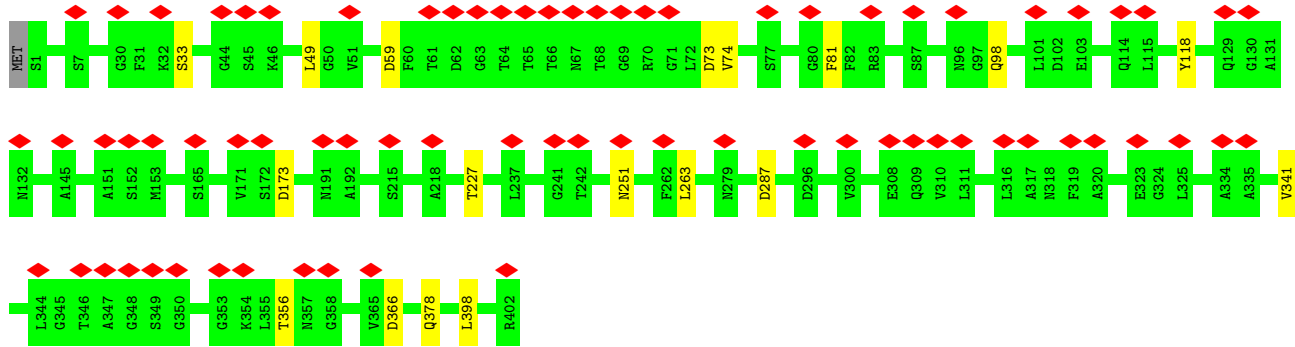 MET S1 S7 G30 F31 K32 S33 G44 S45 K46 L49 G50 V51 D59 F60 T61 D62 G63 T64 T65 T66 N67 T68 G69 R70 G71 L72 D73 V74 S77 G80 F81 F82 R83 S87 N96 G97 Q98 L101 D102 E103 Q114 L115 Y118 Q129 G130 A131
N132 A145 A151 S152 M153 S165 V171 S172 D173 N191 A192 S215 A218 T227 L237 G241 T242 N251 F262 L263 N279 D287 D296 V300 E308 Q309 V310 L311 L316 A317 N318 F319 A320 E323 G324 L325 A334 A335 V341
L344 G345 T346 A347 G348 S349 G350 G353 K354 L355 T356 N357 G358 V365 D366 Q378 L398 R402